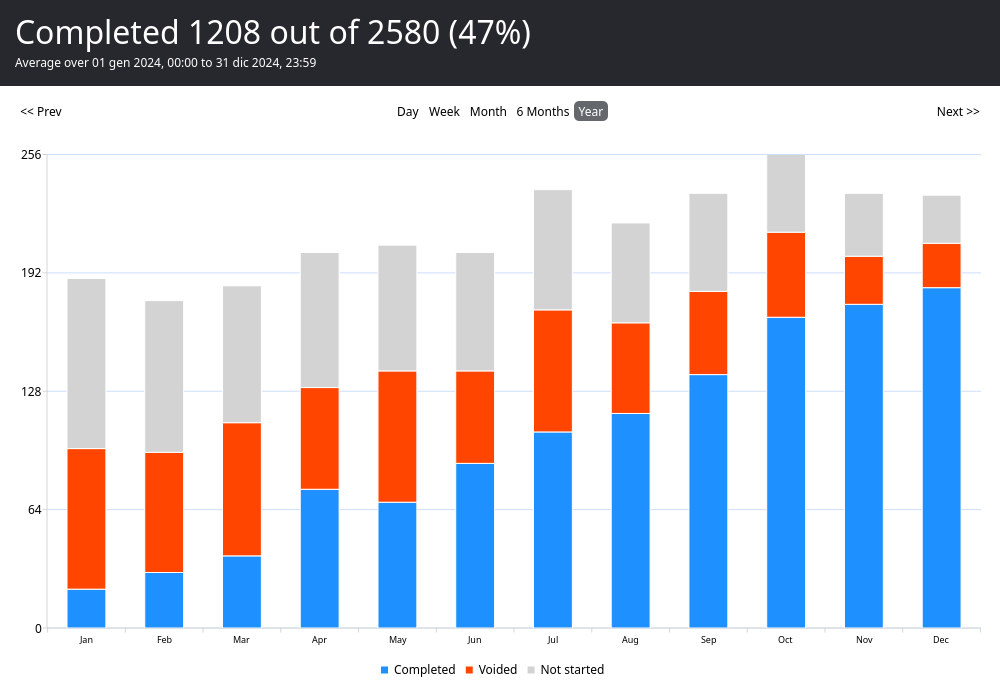 Completed 1208 out of 2580 (47%)
Average over 01 gen 2024, 00:00 to 31 dic 2024, 23:59
<< Prev Day Week Month 6 Months Year Next >>
256
192
128
64
0
Jan Feb Mar Apr May Jun Jul Aug Sep Oct Nov Dec
Completed Voided Not started